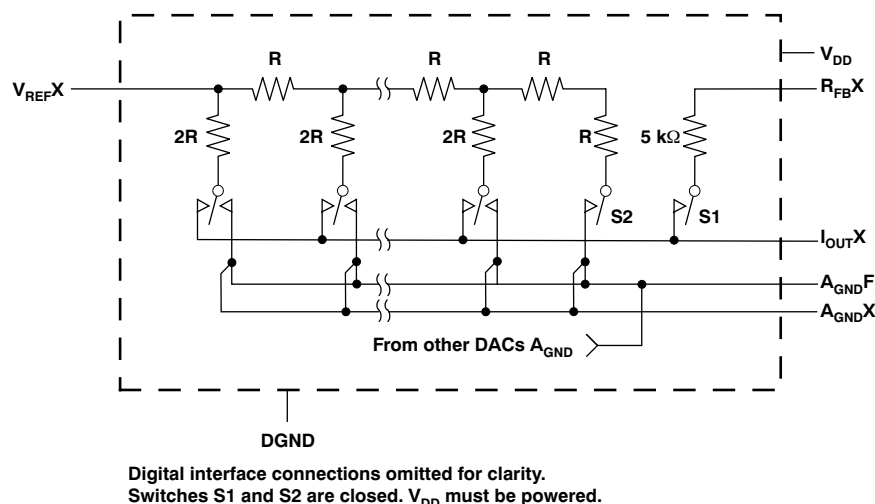 R R R
V_DD
V_REFX
R_FBX
2R 2R 2R R 5 kΩ
S2 S1
I_OUTX
A_GNDF
A_GNDX
From other DACs A_GND
DGND
Digital interface connections omitted for clarity.
Switches S1 and S2 are closed. V_DD must be powered.